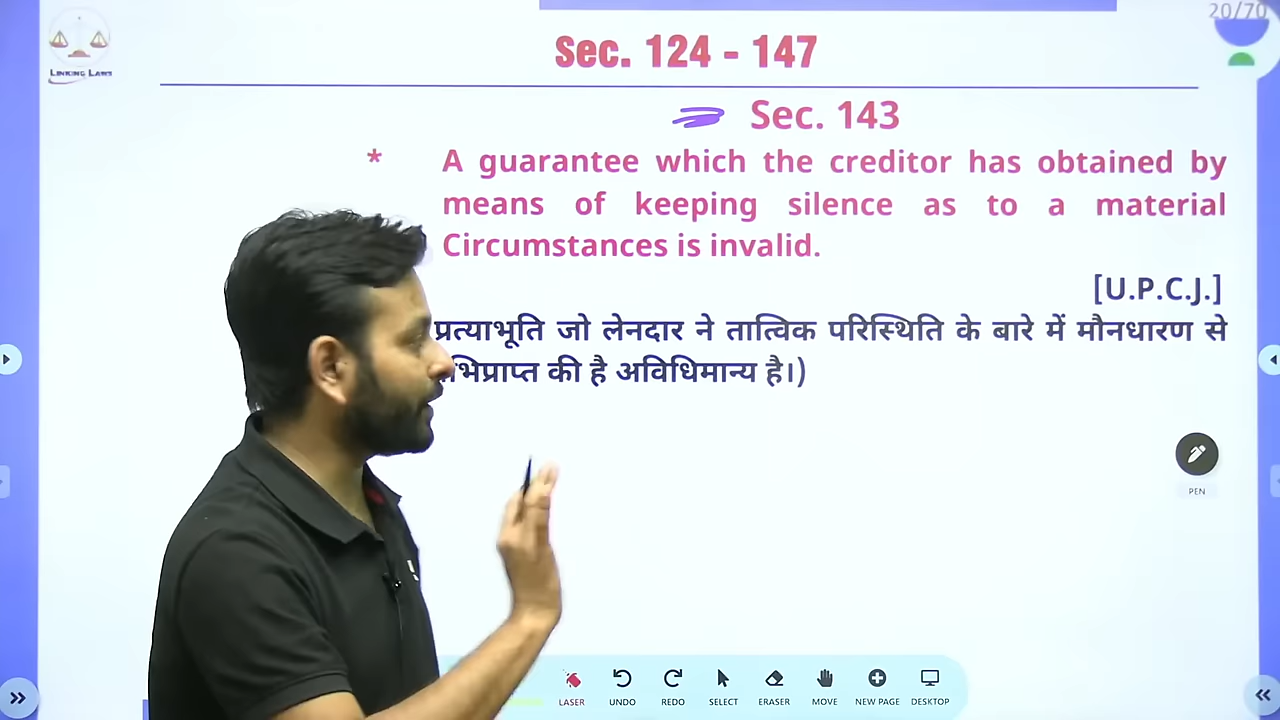 20/70
LINKING LAWS
Sec. 124 - 147
Sec. 143
* A guarantee which the creditor has obtained by
means of keeping silence as to a material
Circumstances is invalid.
[U.P.C.J.]
प्रत्याभूति जो लेनदार ने तात्विक परिस्थिति के बारे में मौनधारण से
की है अविधिमान्य है।)
PEN
LASER UNDO REDO SELECT ERASER MOVE NEW PAGE DESKTOP